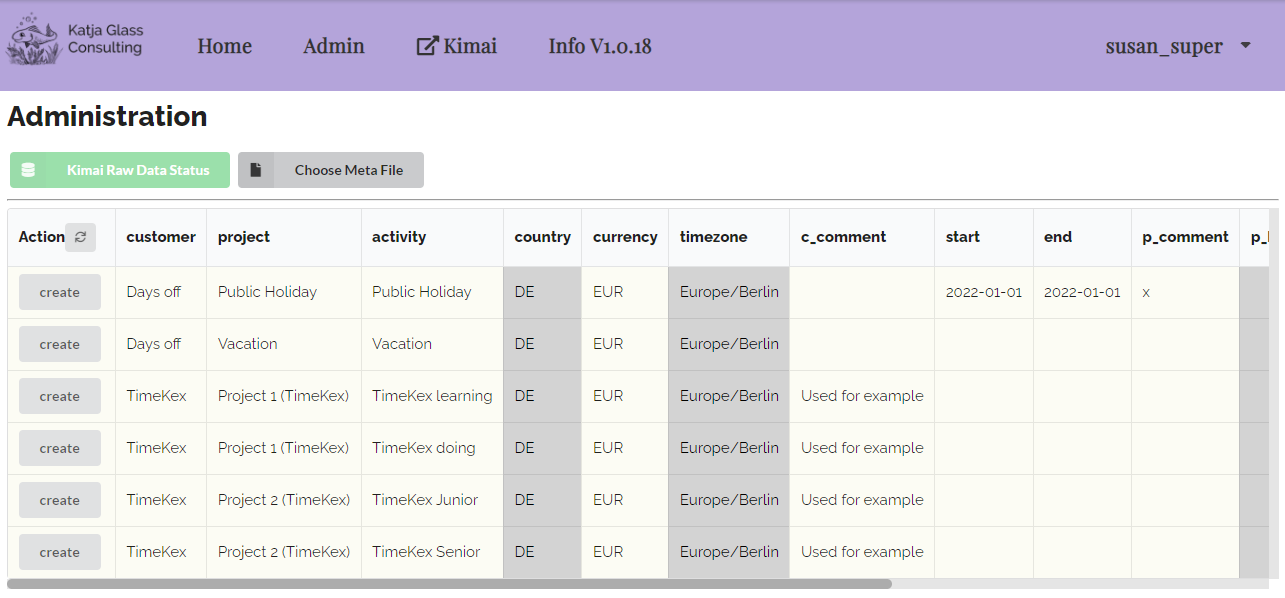 Katja Glass
Consulting
Home Admin Kimai Info V1.0.18 susan_super
Administration
Kimai Raw Data Status Choose Meta File
Action customer project activity country currency timezone c_comment start end p_comment
create Days off Public Holiday Public Holiday DE EUR Europe/Berlin 2022-01-01 2022-01-01 x
create Days off Vacation Vacation DE EUR Europe/Berlin
create TimeKex Project 1 (TimeKex) TimeKex learning DE EUR Europe/Berlin Used for example
create TimeKex Project 1 (TimeKex) TimeKex doing DE EUR Europe/Berlin Used for example
create TimeKex Project 2 (TimeKex) TimeKex Junior DE EUR Europe/Berlin Used for example
create TimeKex Project 2 (TimeKex) TimeKex Senior DE EUR Europe/Berlin Used for example